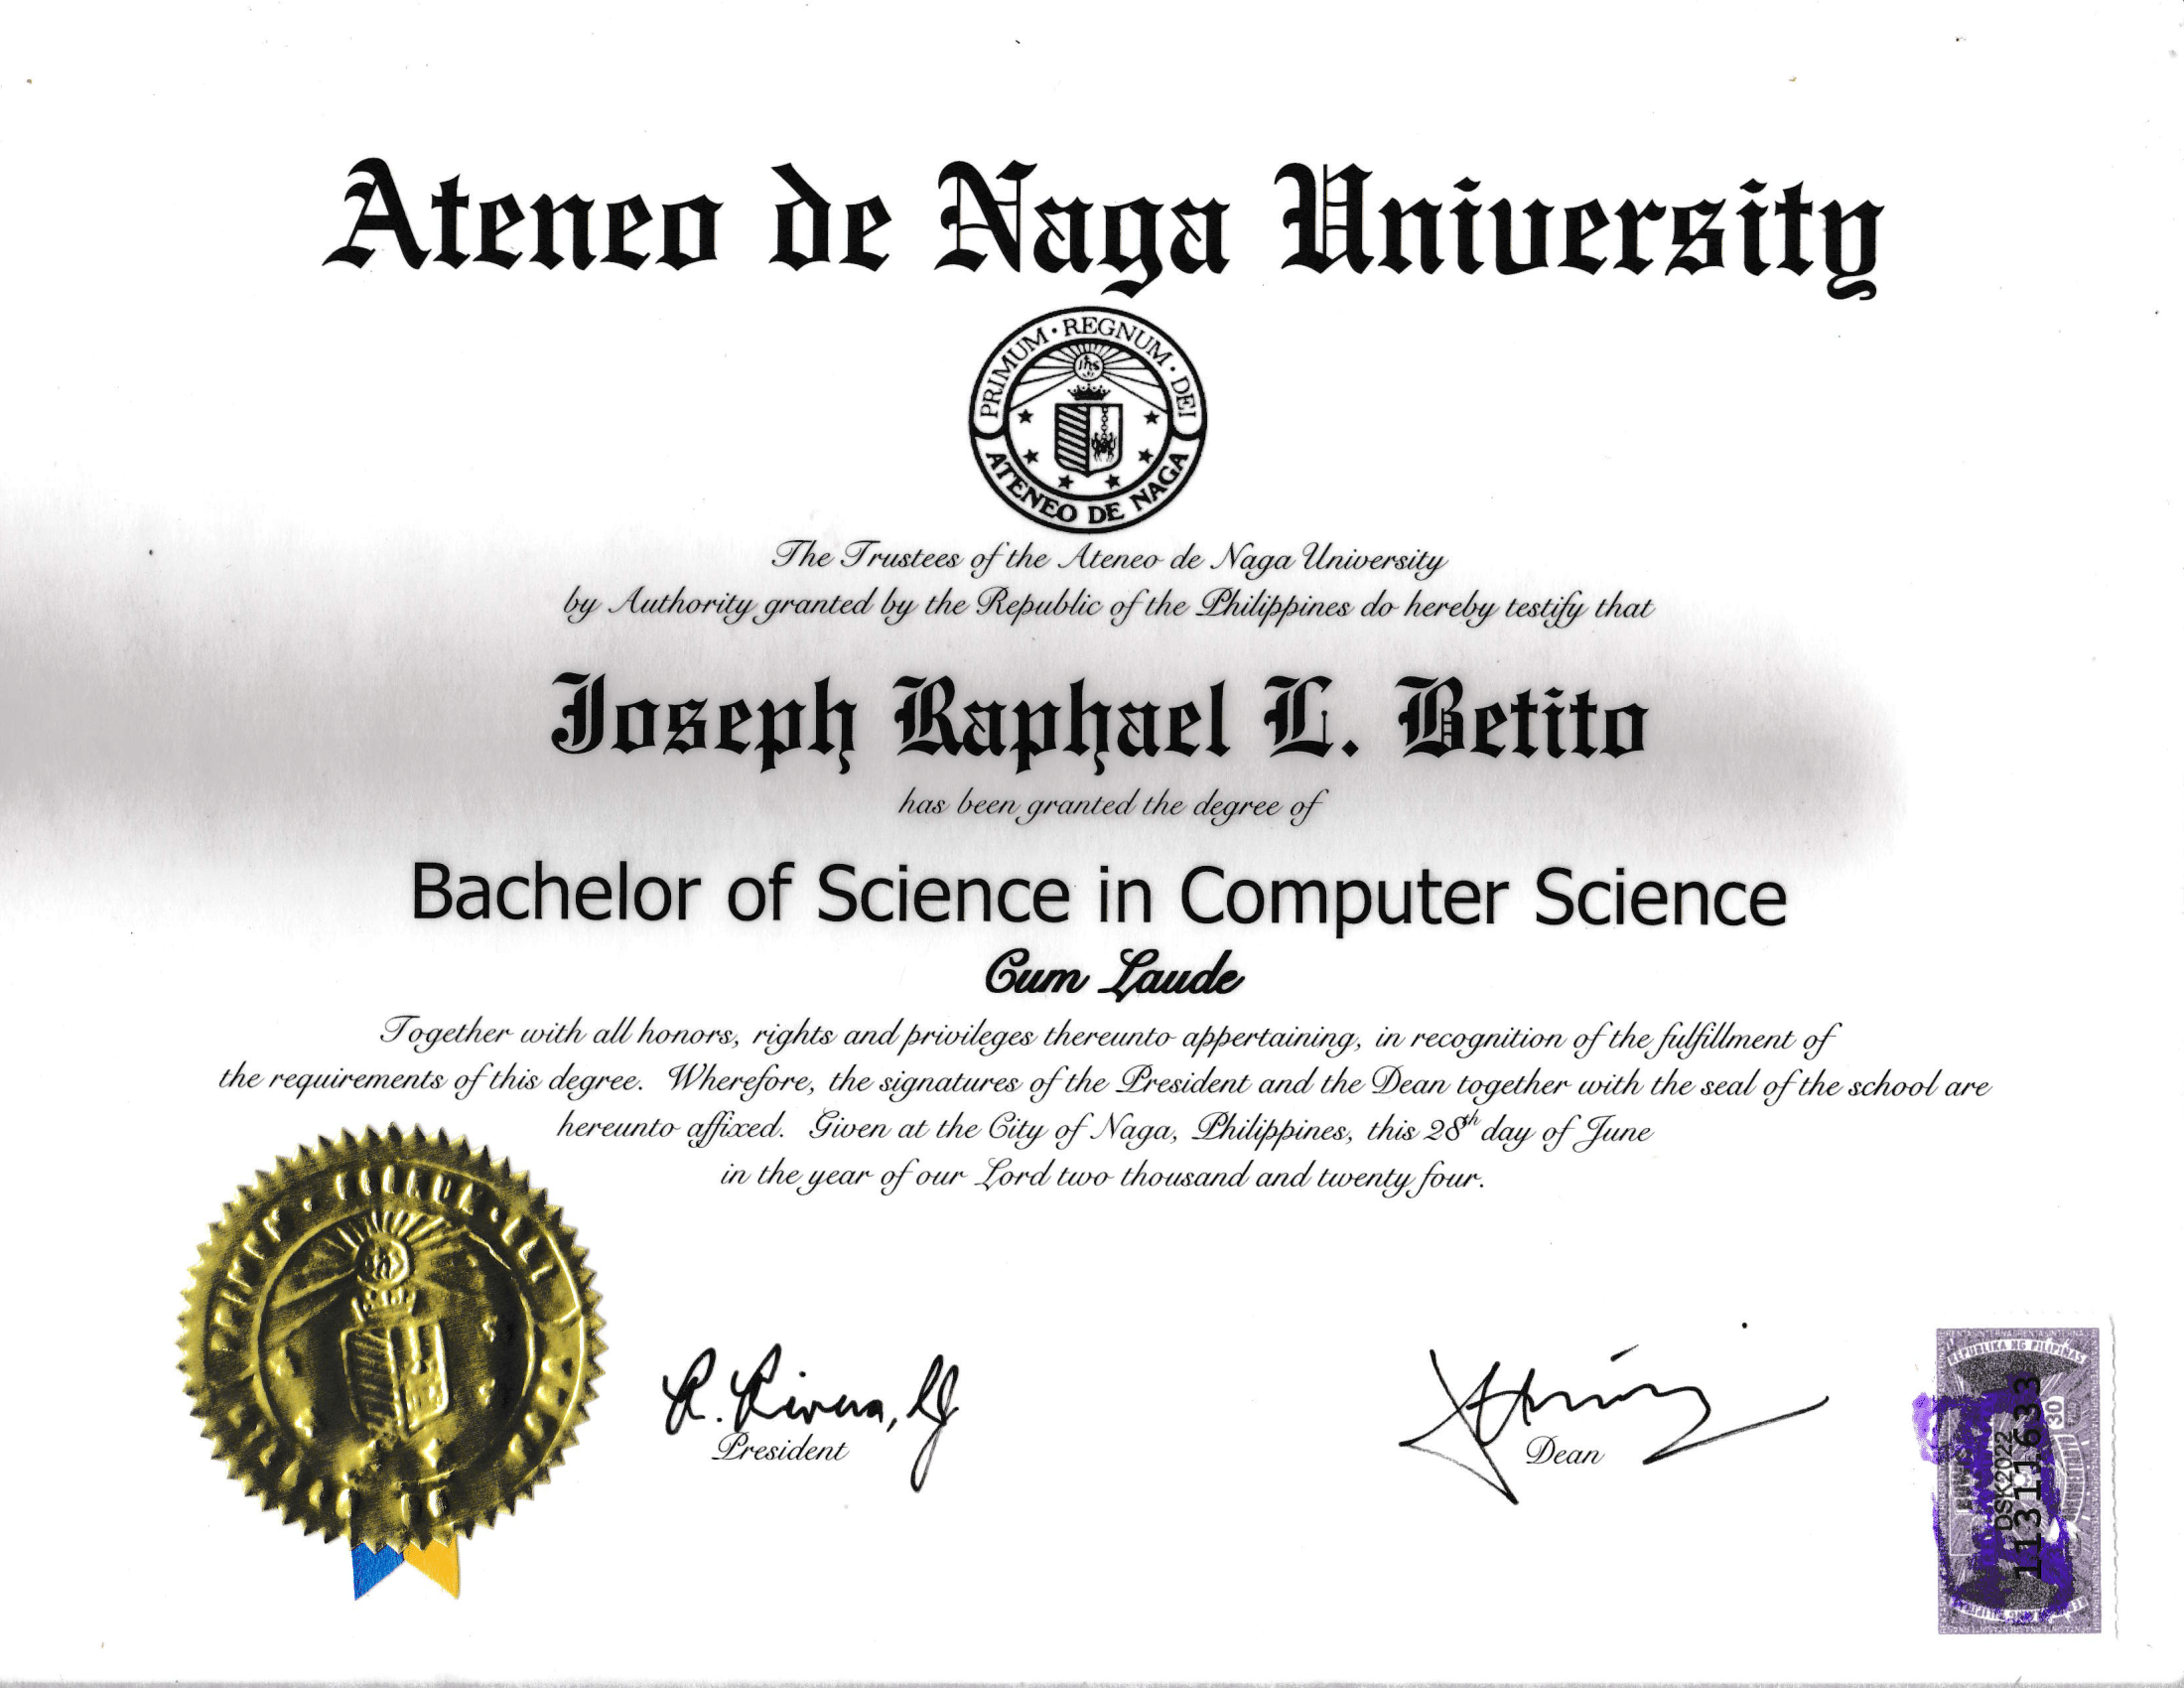 Ateneo de Naga University
PRIMUM · REGNUM · DEI
ihs
ATENEO DE NAGA
The Trustees of the Ateneo de Naga University
by Authority granted by the Republic of the Philippines do hereby testify that
Joseph Raphael L. Betito
has been granted the degree of
Bachelor of Science in Computer Science
Cum Laude
Together with all honors, rights and privileges thereunto appertaining, in recognition of the fulfillment of
the requirements of this degree. Wherefore, the signatures of the President and the Dean together with the seal of the school are
hereunto affixed. Given at the City of Naga, Philippines, this 28th day of June
in the year of our Lord two thousand and twenty four.
R. Rivera, SJ
President
Dean
REPUBLIKA NG PILIPINAS
30
DSK2022
11311633